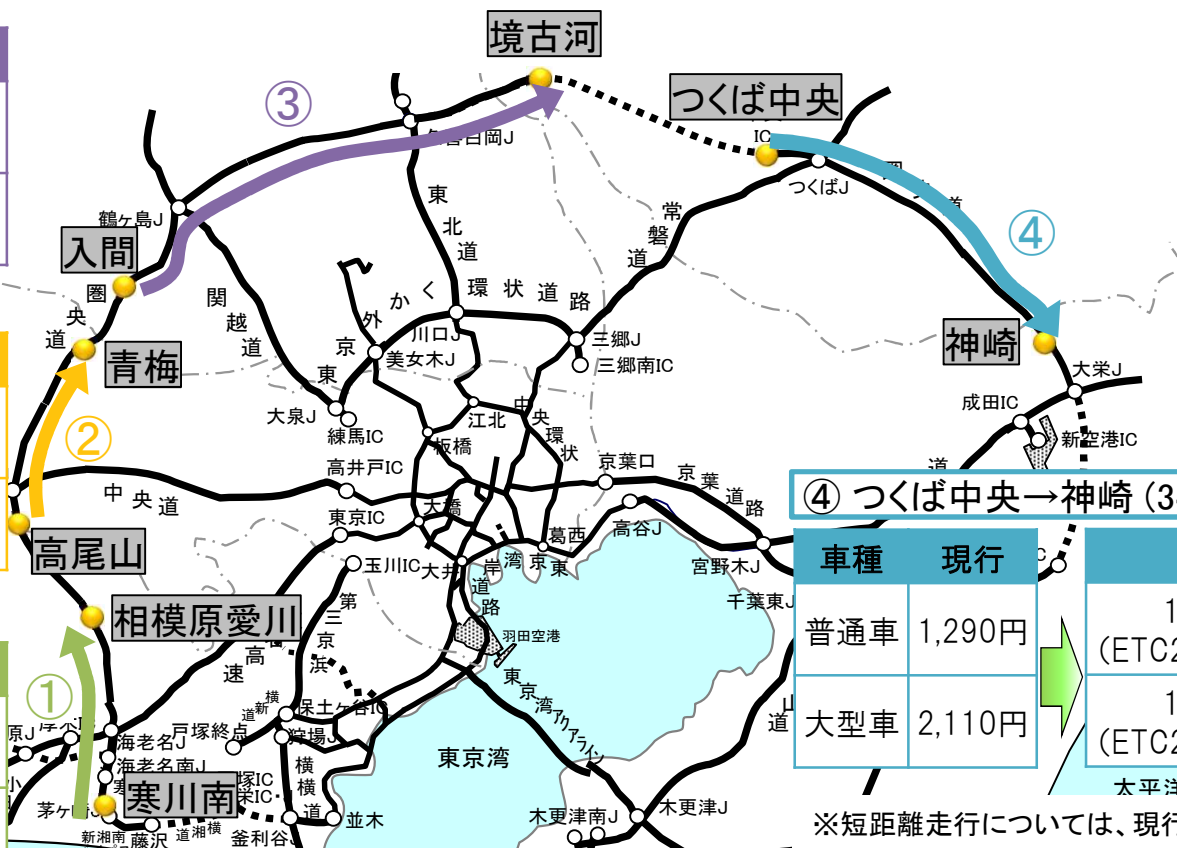 境古河
③
つくば中央
IC
つくばJ
④
鶴ヶ島J
入間
圏央道
青梅
②
高尾山
相模原愛川
①
寒川南
東北道
常磐道
関越道
東京外かく環状道路
川口J
美女木J
三郷J
三郷南IC
神崎
大栄J
成田IC
新空港IC
大泉J
練馬IC
江北
板橋
中央環状
中央道
高井戸IC
京葉口
京葉道路
東京IC
大橋
葛西
高谷J
玉川IC
大井
湾岸道路
東京
宮野木J
千葉東J
第三京浜
羽田空港
東京湾アクアライン
保土ヶ谷IC
戸塚終点
狩場J
海老名J
海老名南J
横横道
並木
釜利谷J
茅ヶ崎J
新湘南
藤沢
東京湾
木更津南J
木更津J
④ つくば中央→神崎
車種 現行
普通車 1,290円
大型車 2,110円
(ETC2
(ETC2
太平洋
※短距離走行については、現行